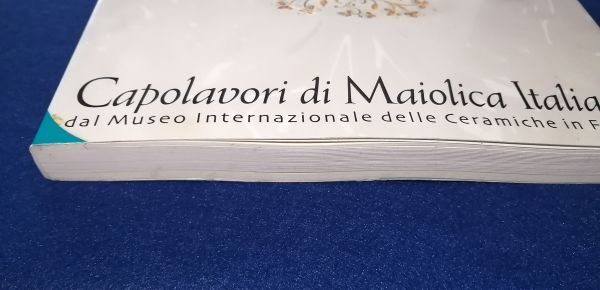 Capolavori di Maiolica Italia
dal Museo Internazionale delle Ceramiche in F